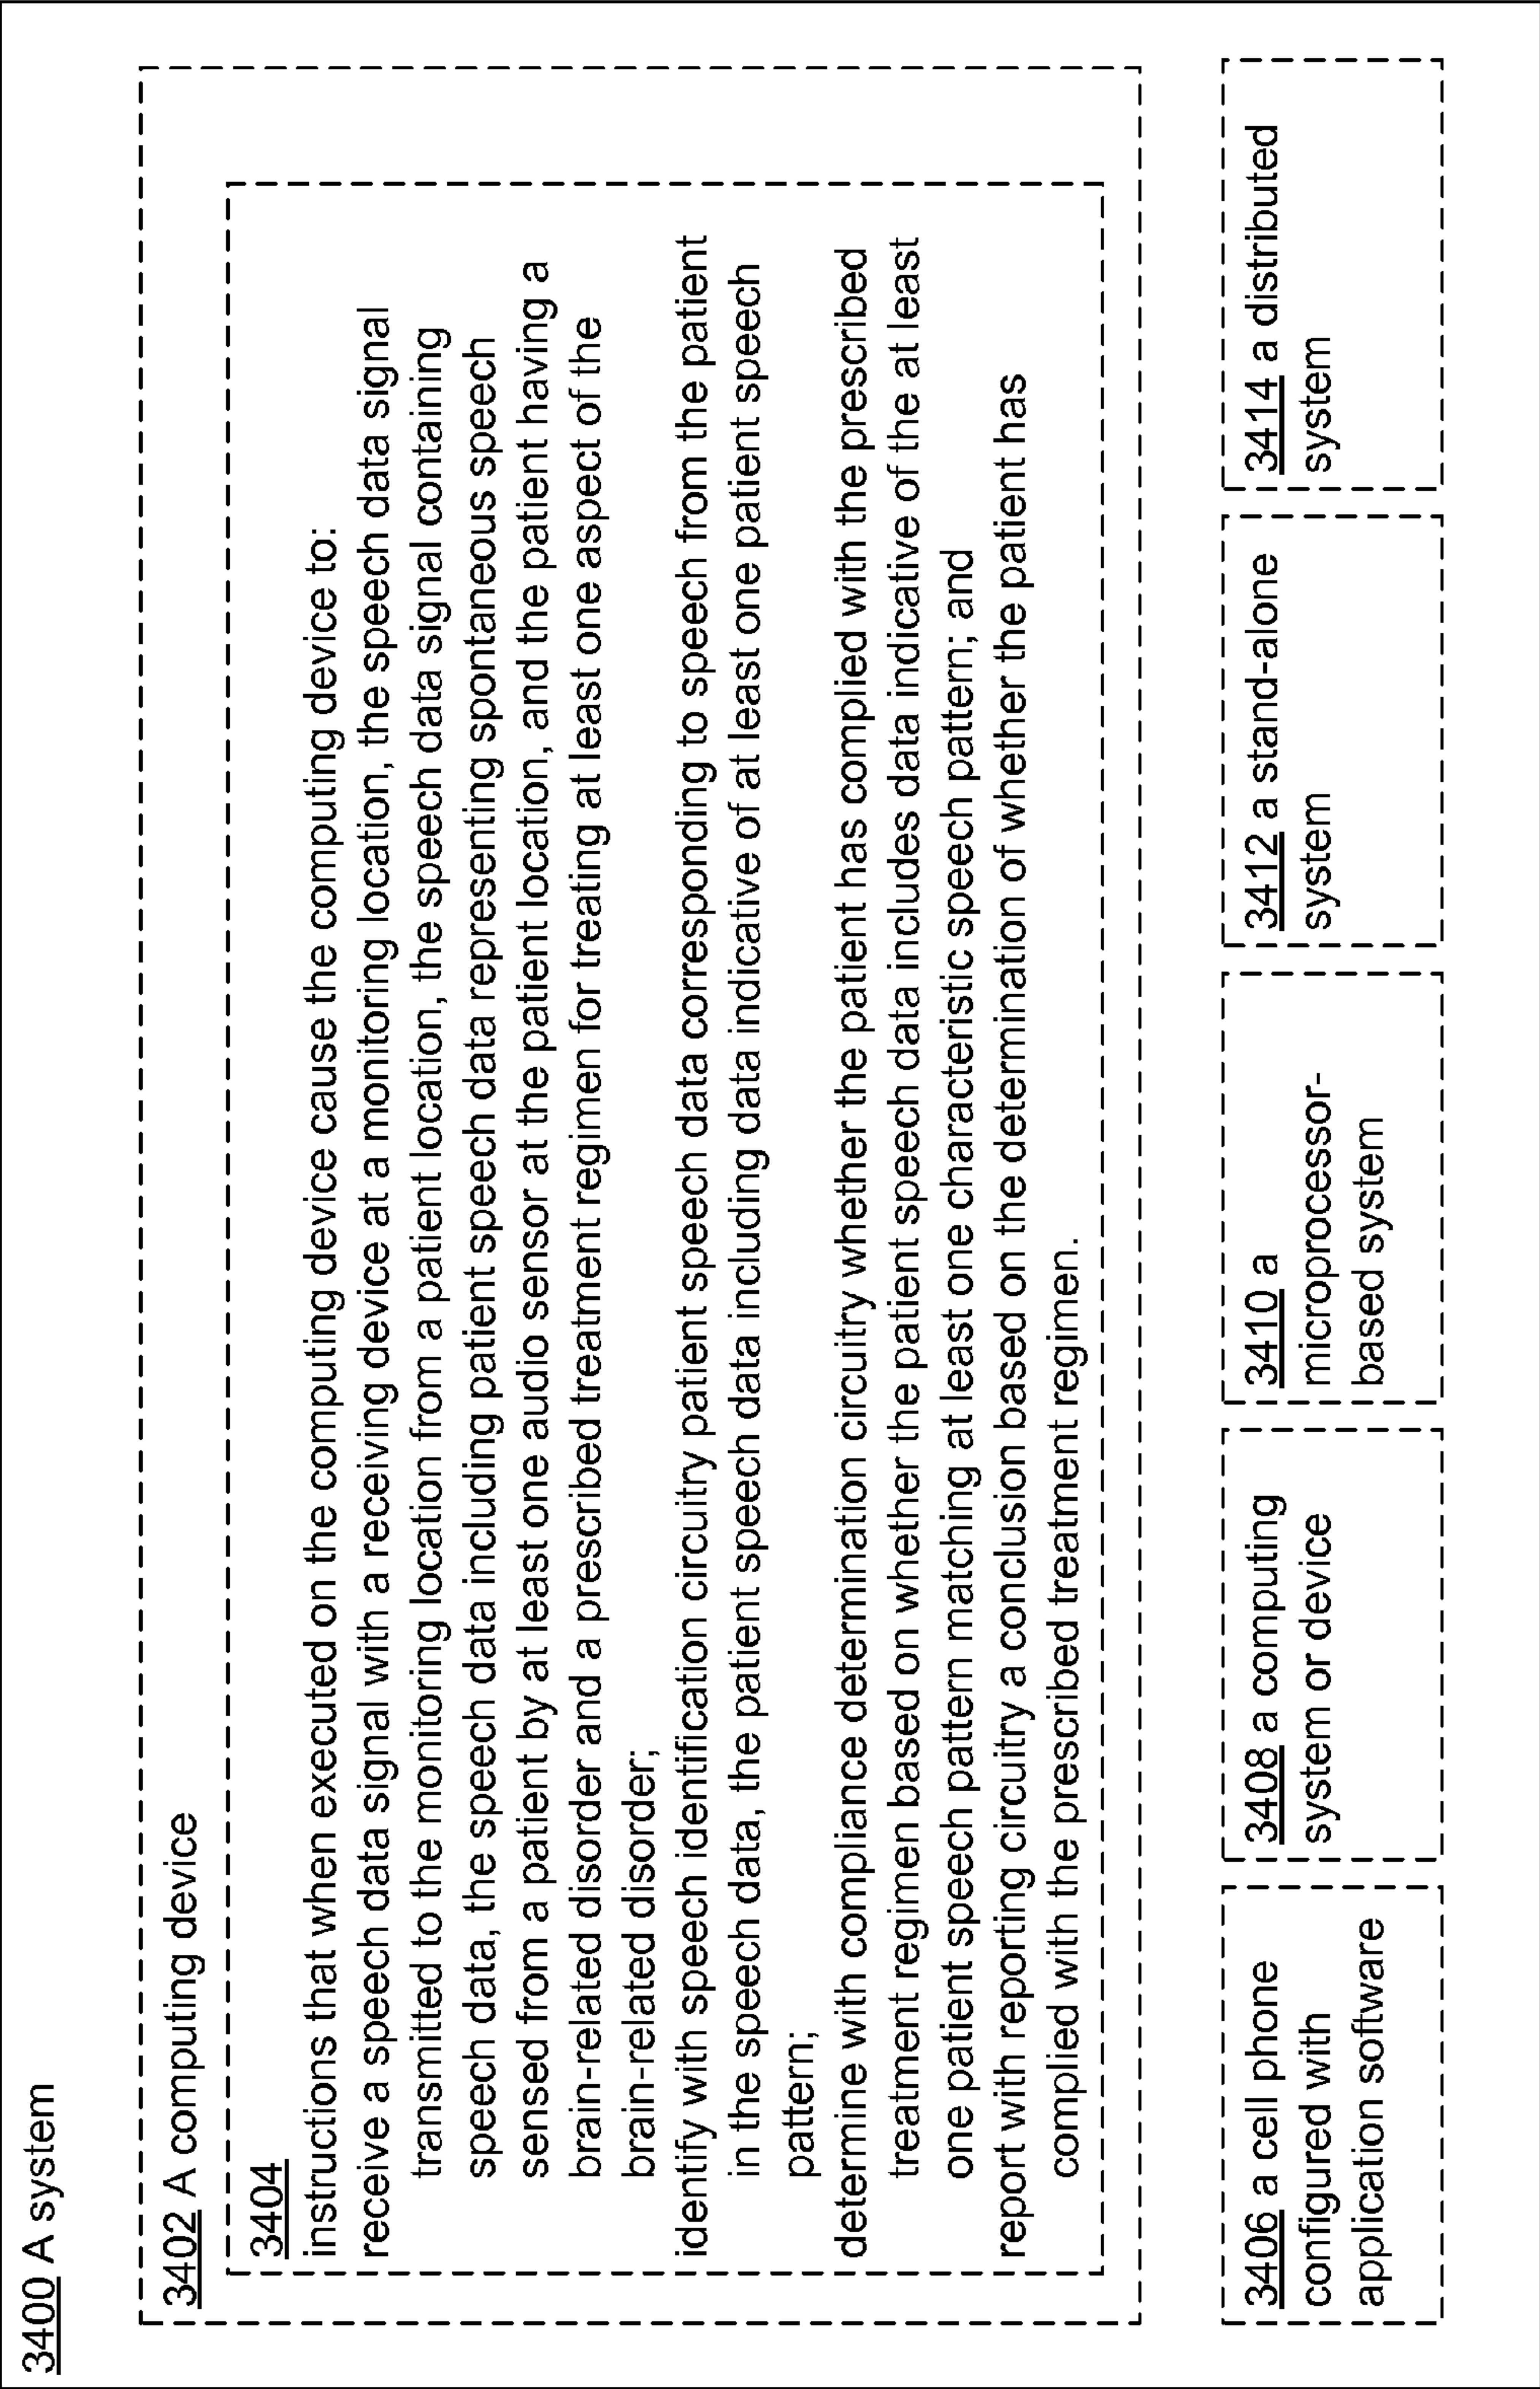 3400 A system
3402 A computing device
3404
instructions that when executed on the computing device cause the computing device to:
receive a speech data signal with a receiving device at a monitoring location, the speech data signal
transmitted to the monitoring location from a patient location, the speech data signal containing
speech data, the speech data including patient speech data representing spontaneous speech
sensed from a patient by at least one audio sensor at the patient location, and the patient having a
brain-related disorder and a prescribed treatment regimen for treating at least one aspect of the
brain-related disorder;
identify with speech identification circuitry patient speech data corresponding to speech from the patient
in the speech data, the patient speech data including data indicative of at least one patient speech
pattern;
determine with compliance determination circuitry whether the patient has complied with the prescribed
treatment regimen based on whether the patient speech data includes data indicative of the at least
one patient speech pattern matching at least one characteristic speech pattern; and
report with reporting circuitry a conclusion based on the determination of whether the patient has
complied with the prescribed treatment regimen.
3406 a cell phone
configured with
application software
3408 a computing
system or device
3410 a
microprocessor-
based system
3412 a stand-alone
system
3414 a distributed
system